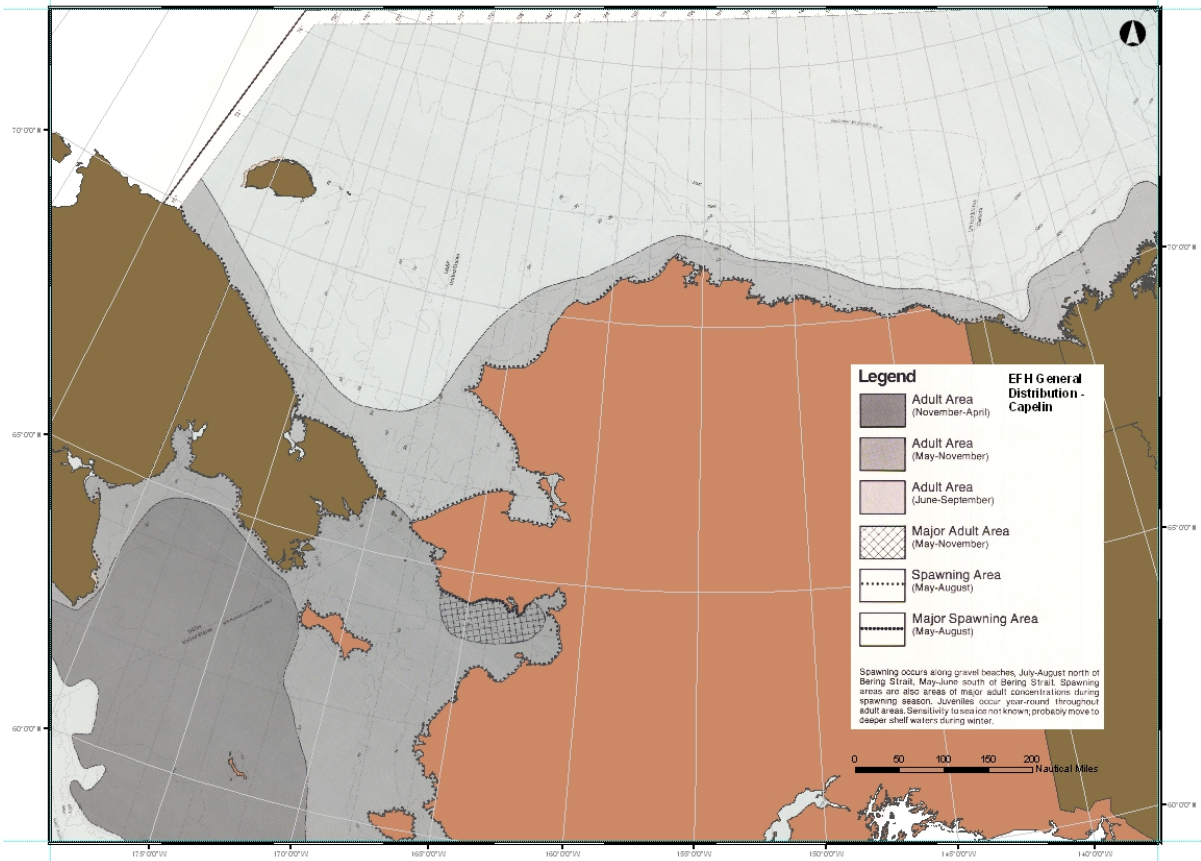 70°0'0"N
70°0'0"N
65°0'0"N
65°0'0"N
60°0'0"N
60°0'0"N
Legend
EFH General
Distribution -
Capelin
Adult Area
(November-April)
Adult Area
(May-November)
Adult Area
(June-September)
Major Adult Area
(May-November)
Spawning Area
(May-August)
Major Spawning Area
(May-August)
Spawning occurs along gravel beaches, July-August north of
Bering Strait, May-June south of Bering Strait. Spawning
areas are also areas of major adult concentrations during
spawning season. Juveniles occur year-round throughout
adult areas. Sensitivity to sea ice not known; probably move to
deeper shelf waters during winter.
0 50 100 150 200
Nautical Miles
175°0'0"W 170°0'0"W 165°0'0"W 160°0'0"W 155°0'0"W 150°0'0"W 145°0'0"W 140°0'0"W